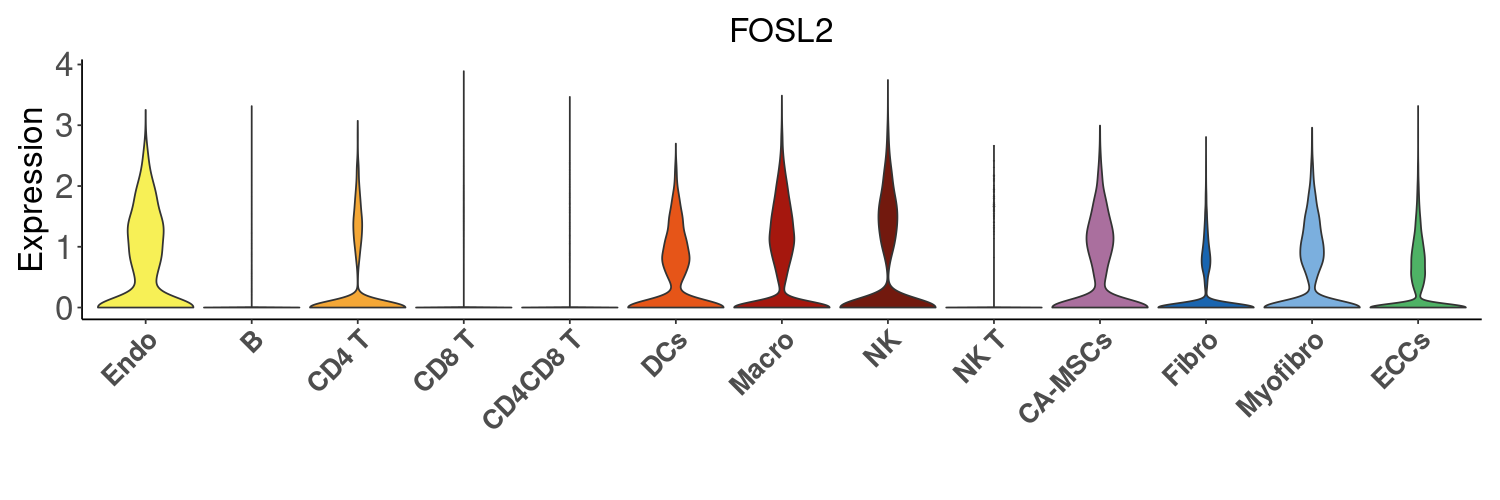 FOSL2
Expression
4
3
2
1
0
Endo
B
CD4 T
CD8 T
CD4CD8 T
DCs
Macro
NK
NK T
CA-MSCs
Fibro
Myofibro
ECCs